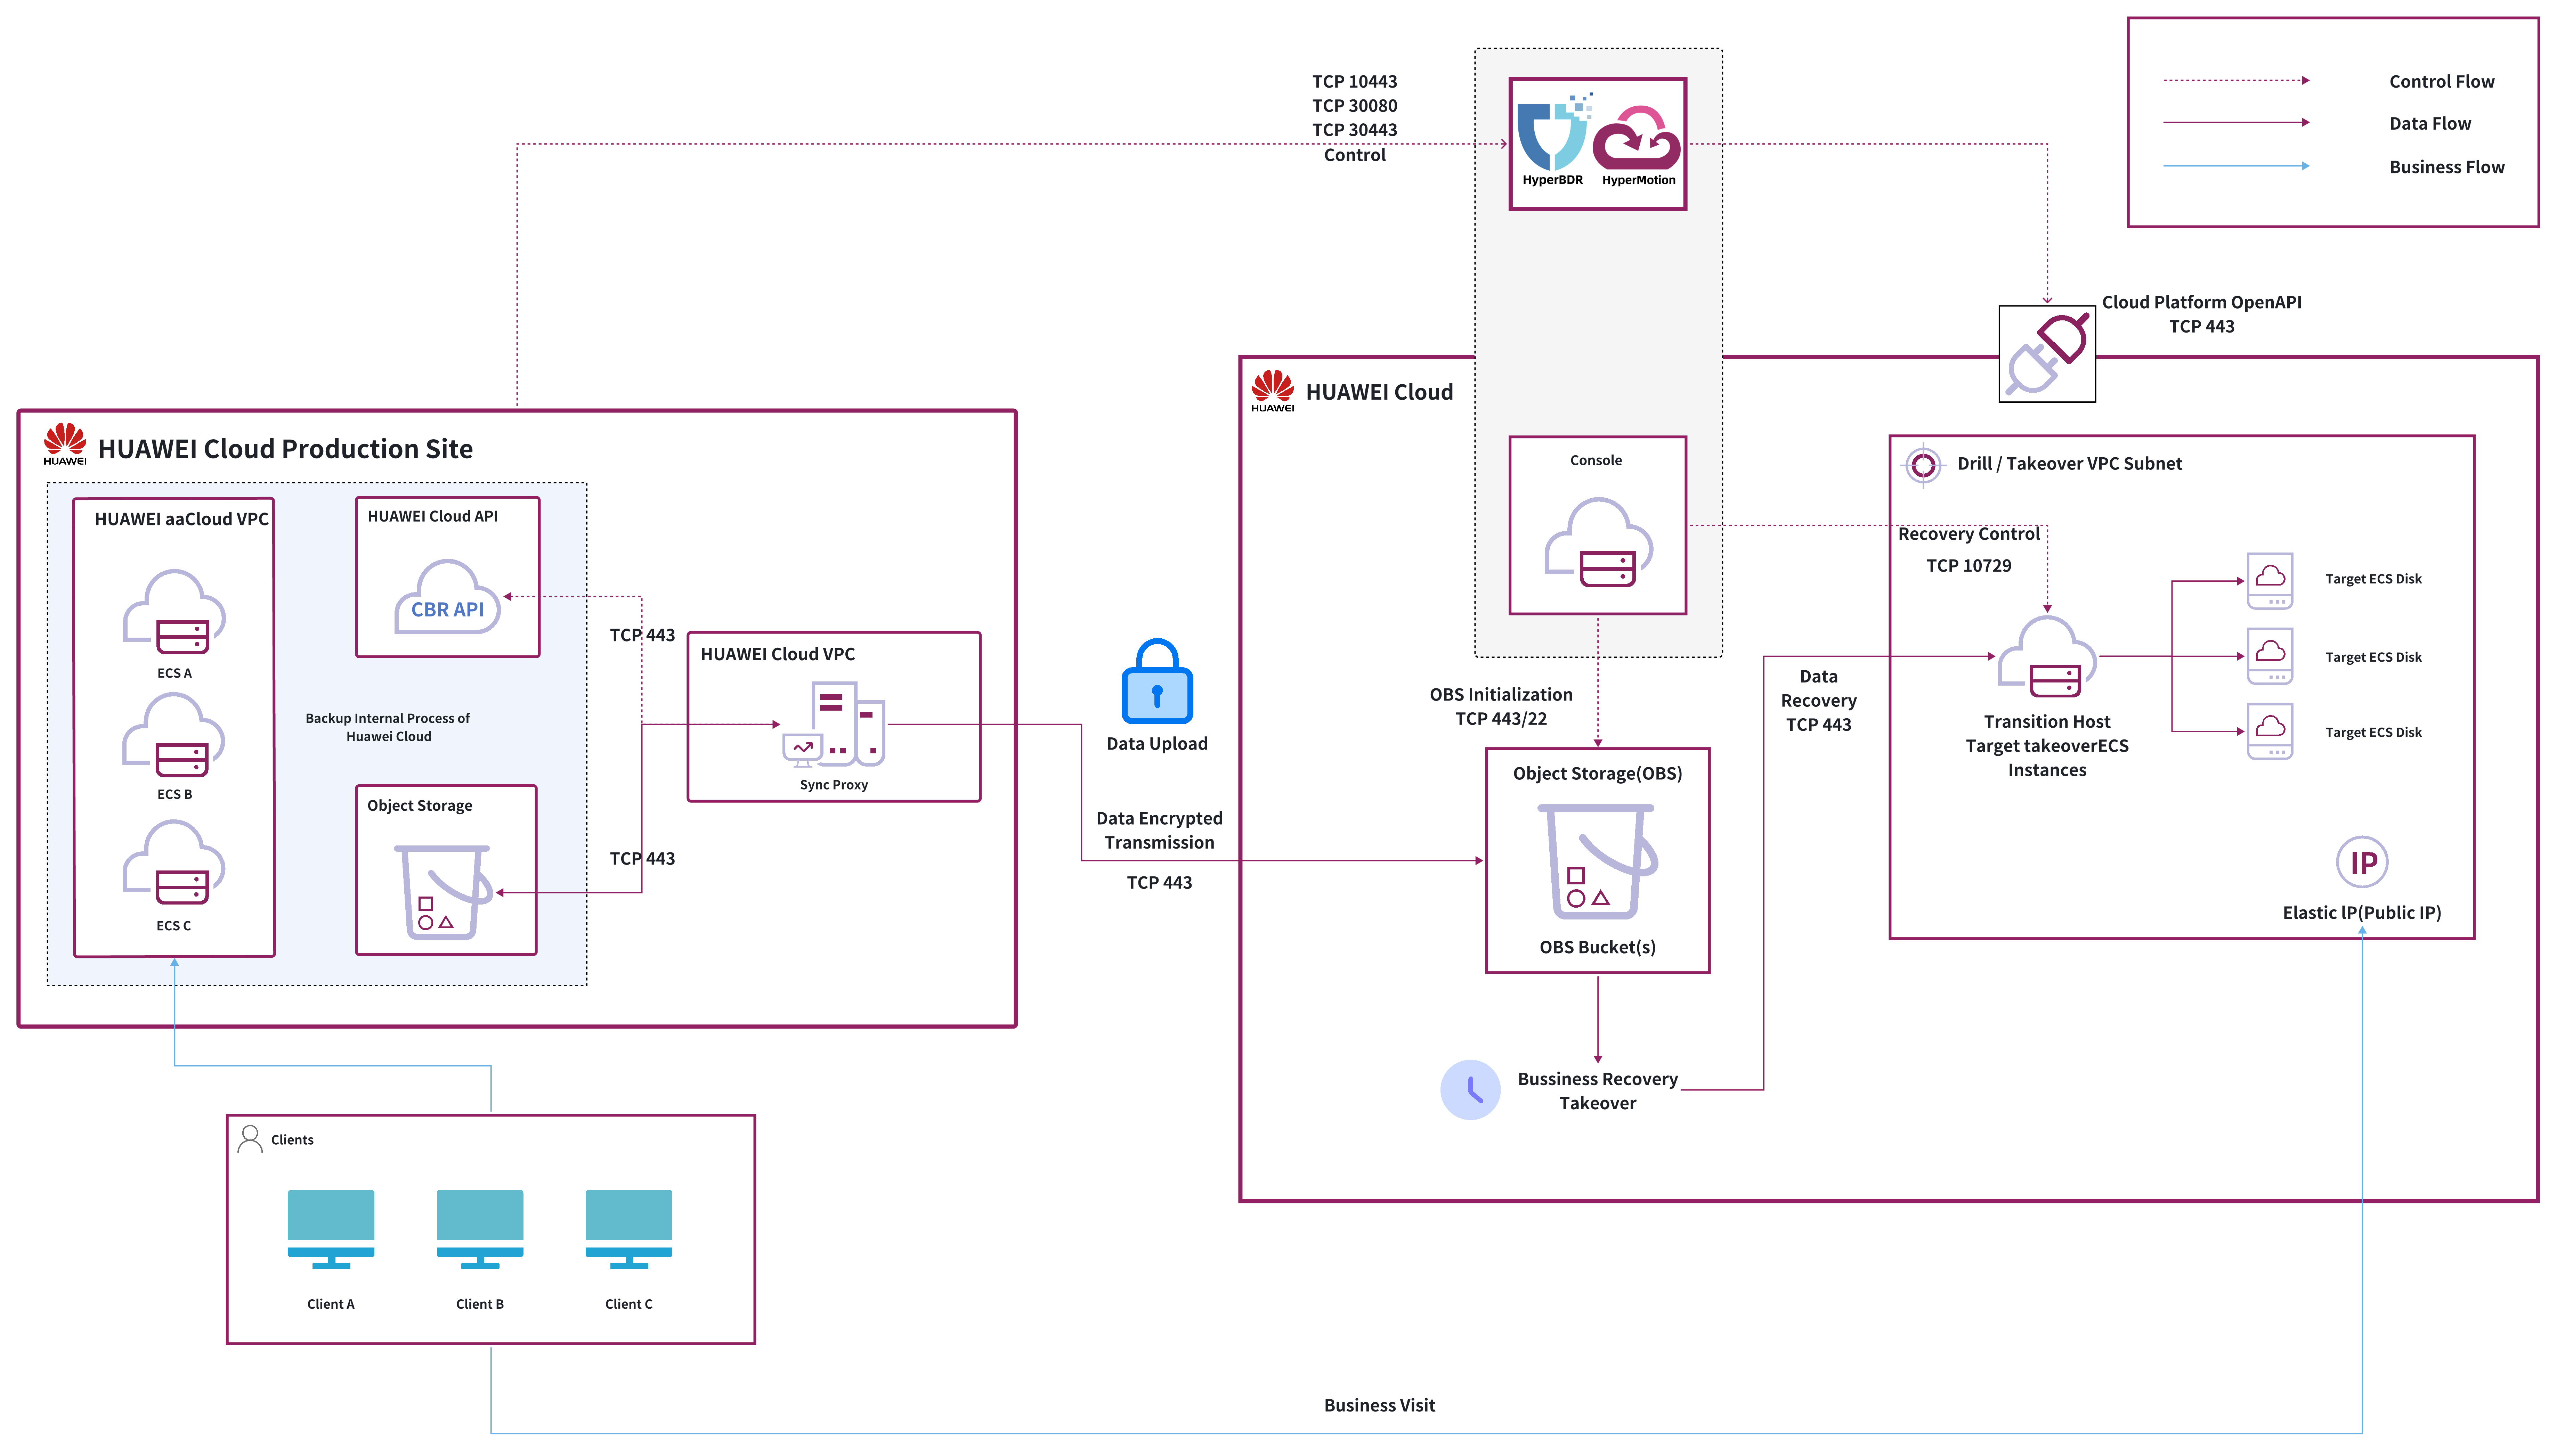 TCP 10443
TCP 30080
TCP 30443
Control
HyperBDR
HyperMotion
Control Flow
Data Flow
Business Flow
Cloud Platform OpenAPI
TCP 443
HUAWEI
HUAWEI Cloud
HUAWEI
HUAWEI Cloud Production Site
HUAWEI aaCloud VPC
ECS A
ECS B
ECS C
HUAWEI Cloud API
CBR API
Backup Internal Process of
Huawei Cloud
Object Storage
TCP 443
TCP 443
HUAWEI Cloud VPC
Sync Proxy
Data Upload
Data Encrypted
Transmission
TCP 443
Console
OBS Initialization
TCP 443/22
Object Storage(OBS)
OBS Bucket(s)
Bussiness Recovery
Takeover
Data
Recovery
TCP 443
Drill / Takeover VPC Subnet
Recovery Control
TCP 10729
Transition Host
Target takeoverECS
Instances
Target ECS Disk
Target ECS Disk
Target ECS Disk
IP
Elastic lP(Public IP)
Clients
Client A
Client B
Client C
Business Visit